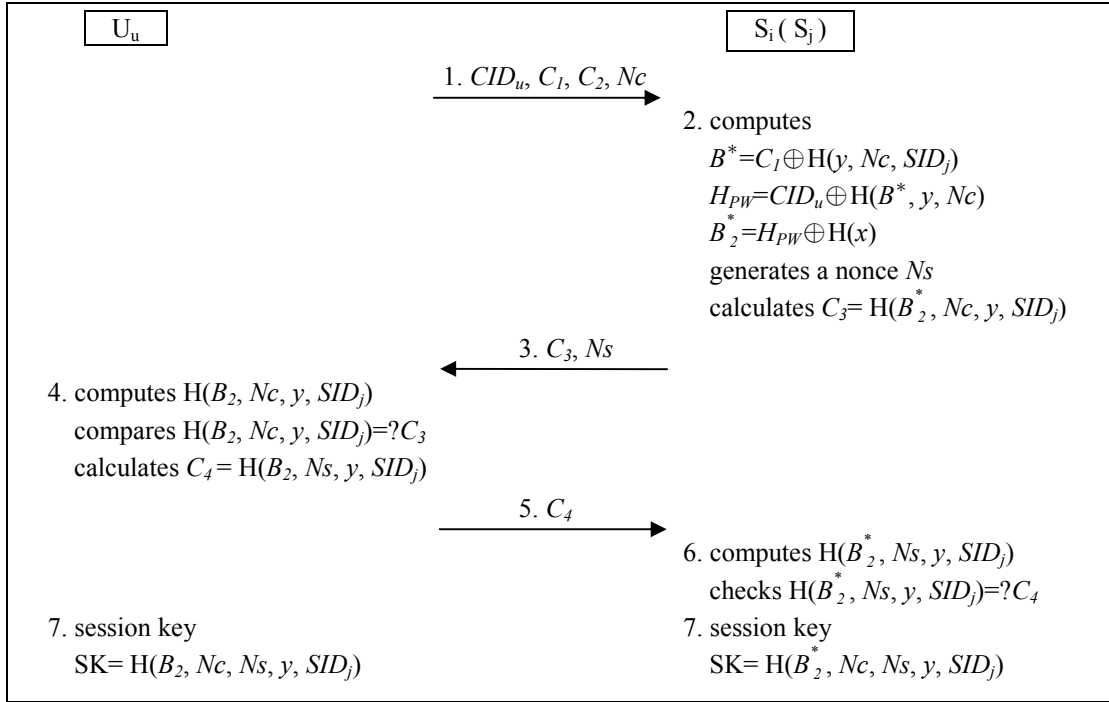 U_u
S_i ( S_j )
1. CID_u, C_1, C_2, Nc
2. computes
B*=C_1⊕H(y, Nc, SID_j)
H_PW=CID_u⊕H(B*, y, Nc)
B*_2=H_PW⊕H(x)
generates a nonce Ns
calculates C_3= H(B*_2, Nc, y, SID_j)
3. C_3, Ns
4. computes H(B_2, Nc, y, SID_j)
compares H(B_2, Nc, y, SID_j)=?C_3
calculates C_4 = H(B_2, Ns, y, SID_j)
5. C_4
6. computes H(B*_2, Ns, y, SID_j)
checks H(B*_2, Ns, y, SID_j)=?C_4
7. session key
SK= H(B_2, Nc, Ns, y, SID_j)
7. session key
SK= H(B*_2, Nc, Ns, y, SID_j)